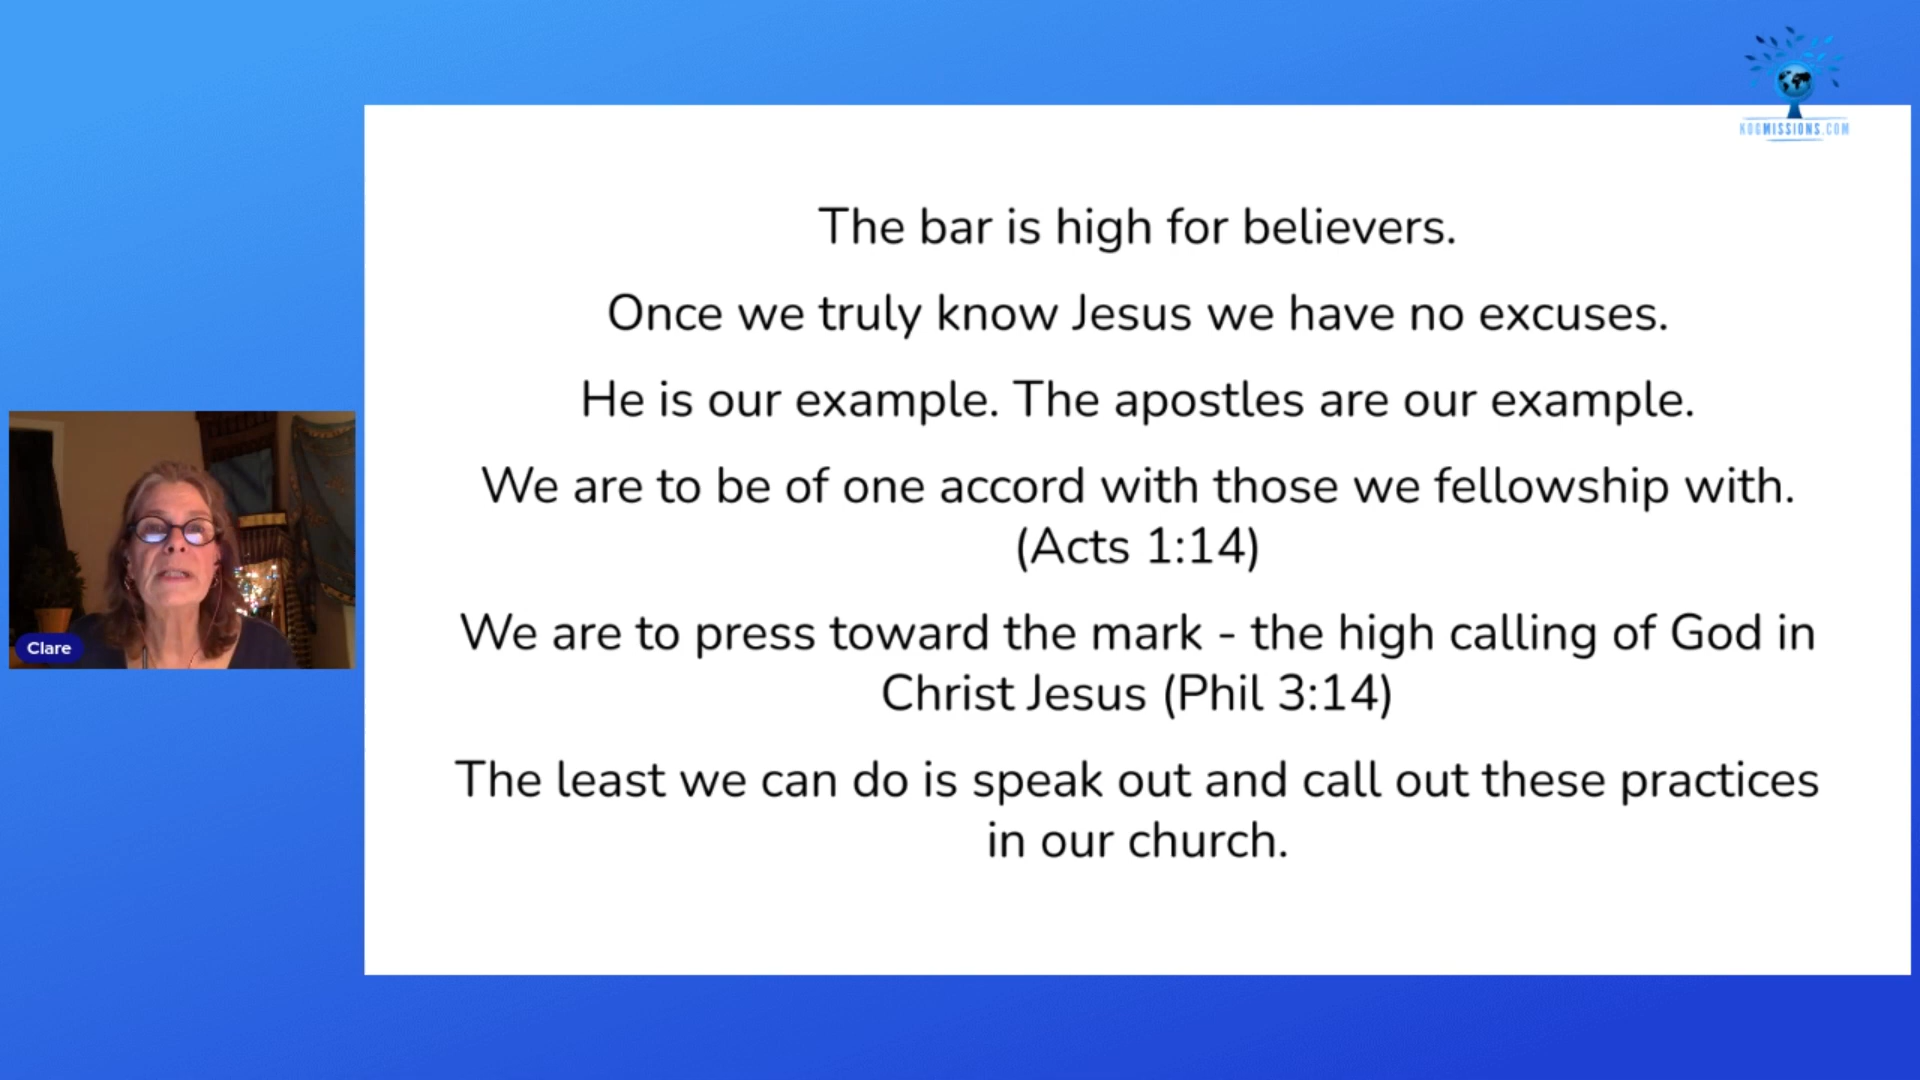 KOGMISSIONS.COM
The bar is high for believers.
Once we truly know Jesus we have no excuses.
He is our example. The apostles are our example.
We are to be of one accord with those we fellowship with.
(Acts 1:14)
We are to press toward the mark - the high calling of God in
Christ Jesus (Phil 3:14)
The least we can do is speak out and call out these practices
in our church.
Clare